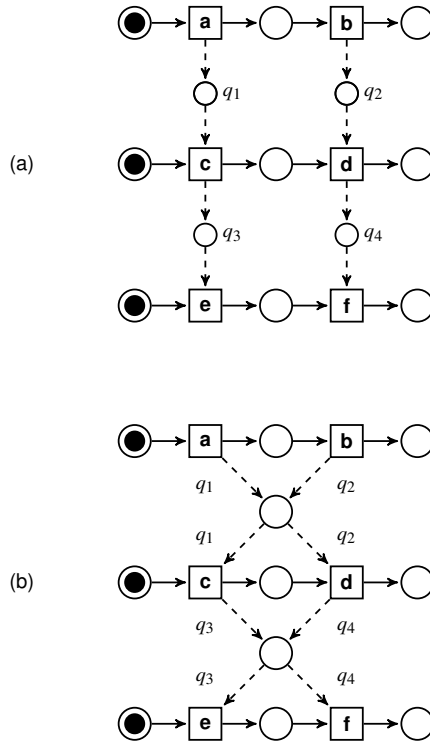 a b
q₁ q₂
(a) c d
q₃ q₄
e f
a b
q₁ q₂
q₁ q₂
(b) c d
q₃ q₄
q₃ q₄
e f